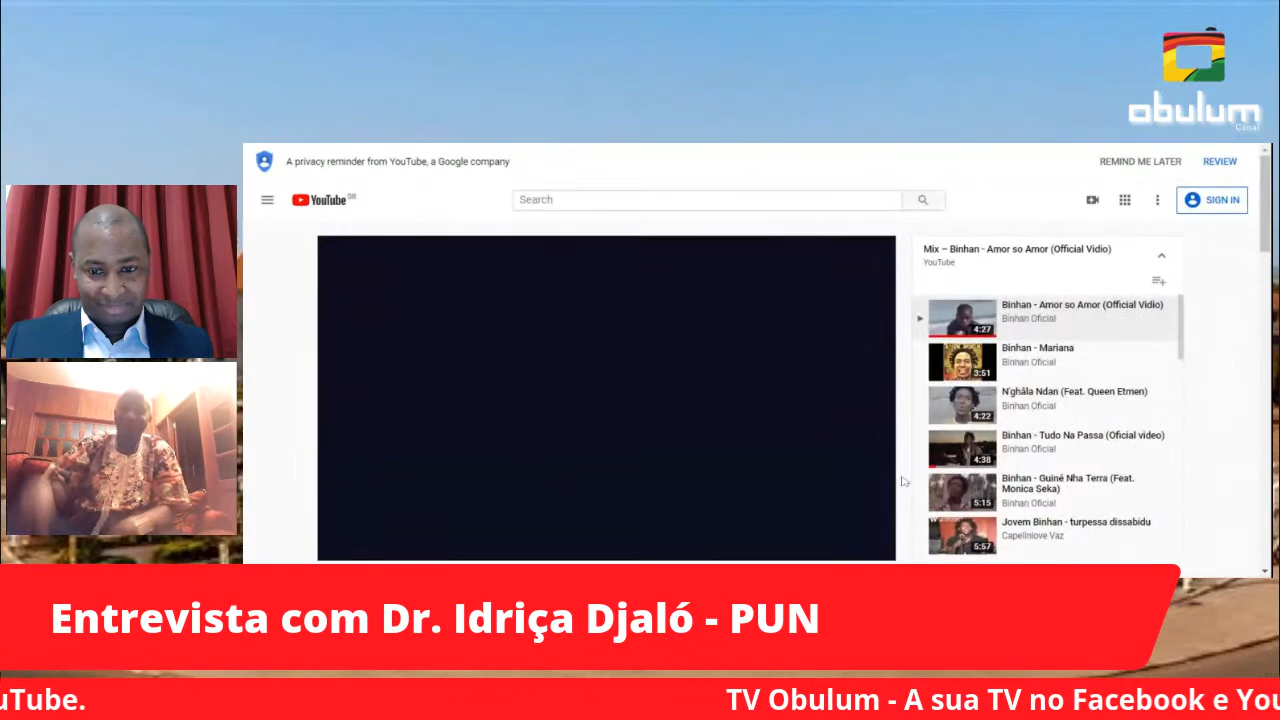 obulum
Canal
A privacy reminder from YouTube, a Google company
REMIND ME LATER
REVIEW
YouTube GB
Search
SIGN IN
Mix – Binhan - Amor so Amor (Official Vidio)
YouTube
Binhan - Amor so Amor (Official Vidio)
Binhan Oficial
4:27
Binhan - Mariana
Binhan Oficial
3:51
N'ghâla Ndan (Feat. Queen Etmen)
Binhan Oficial
4:22
Binhan - Tudo Na Passa (Oficial video)
Binhan Oficial
4:38
Binhan - Guiné Nha Terra (Feat.
Monica Seka)
Binhan Oficial
5:15
Jovem Binhan - turpessa dissabidu
Capelinlove Vaz
5:57
Entrevista com Dr. Idriça Djaló - PUN
uTube.
TV Obulum - A sua TV no Facebook e You